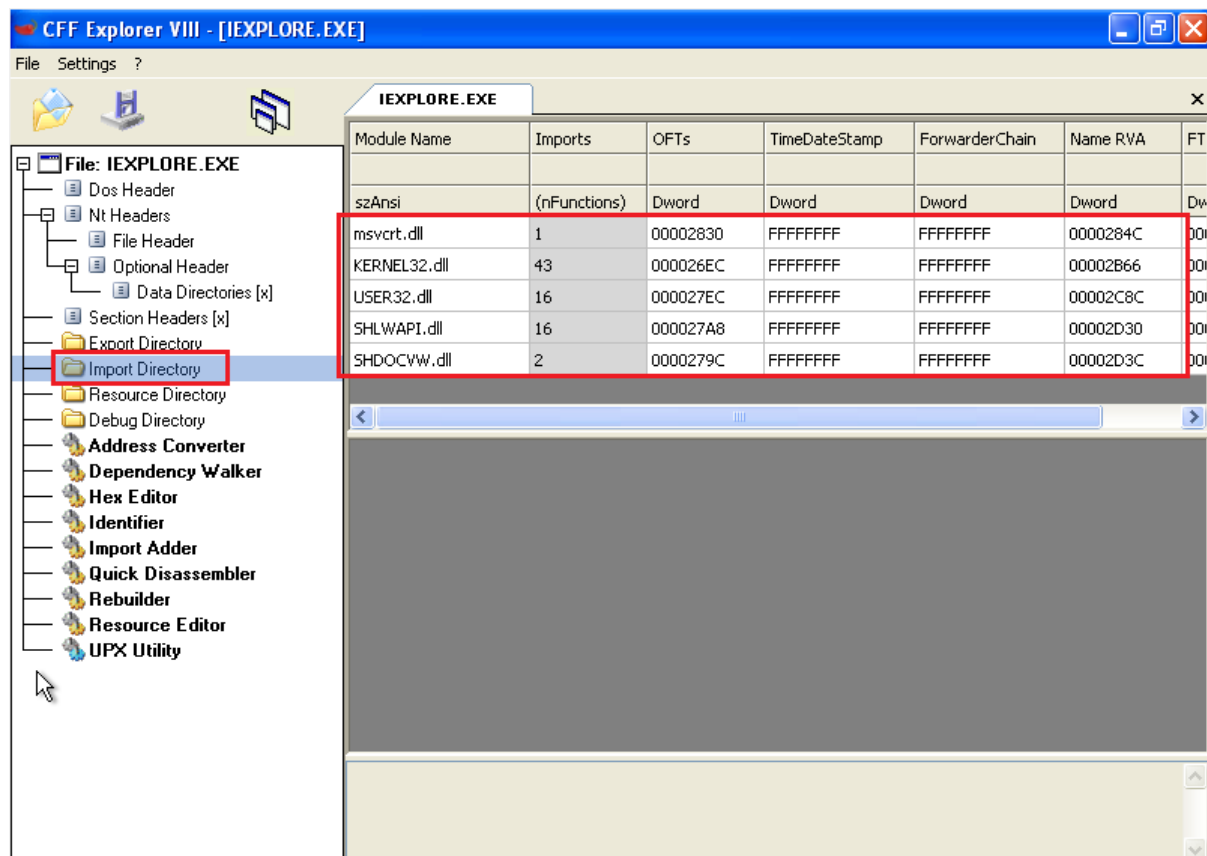 CFF Explorer VIII - [IEXPLORE.EXE]
File Settings ?
IEXPLORE.EXE
File: IEXPLORE.EXE
Dos Header
Nt Headers
File Header
Optional Header
Data Directories [x]
Section Headers [x]
Export Directory
Import Directory
Resource Directory
Debug Directory
Address Converter
Dependency Walker
Hex Editor
Identifier
Import Adder
Quick Disassembler
Rebuilder
Resource Editor
UPX Utility
Module Name Imports OFTs TimeDateStamp ForwarderChain Name RVA FT
szAnsi (nFunctions) Dword Dword Dword Dword
msvcrt.dll 1 00002830 FFFFFFFF FFFFFFFF 0000284C
KERNEL32.dll 43 000026EC FFFFFFFF FFFFFFFF 00002B66
USER32.dll 16 000027EC FFFFFFFF FFFFFFFF 00002C8C
SHLWAPI.dll 16 000027A8 FFFFFFFF FFFFFFFF 00002D30
SHDOCVW.dll 2 0000279C FFFFFFFF FFFFFFFF 00002D3C